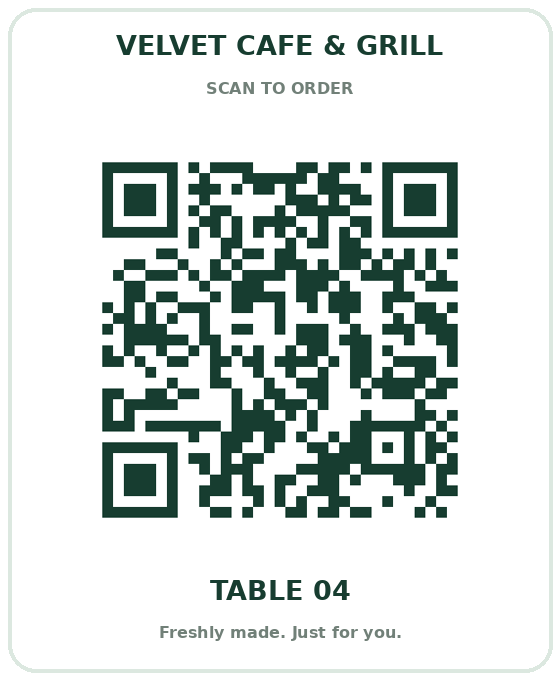 VELVET CAFE & GRILL
SCAN TO ORDER
TABLE 04
Freshly made. Just for you.